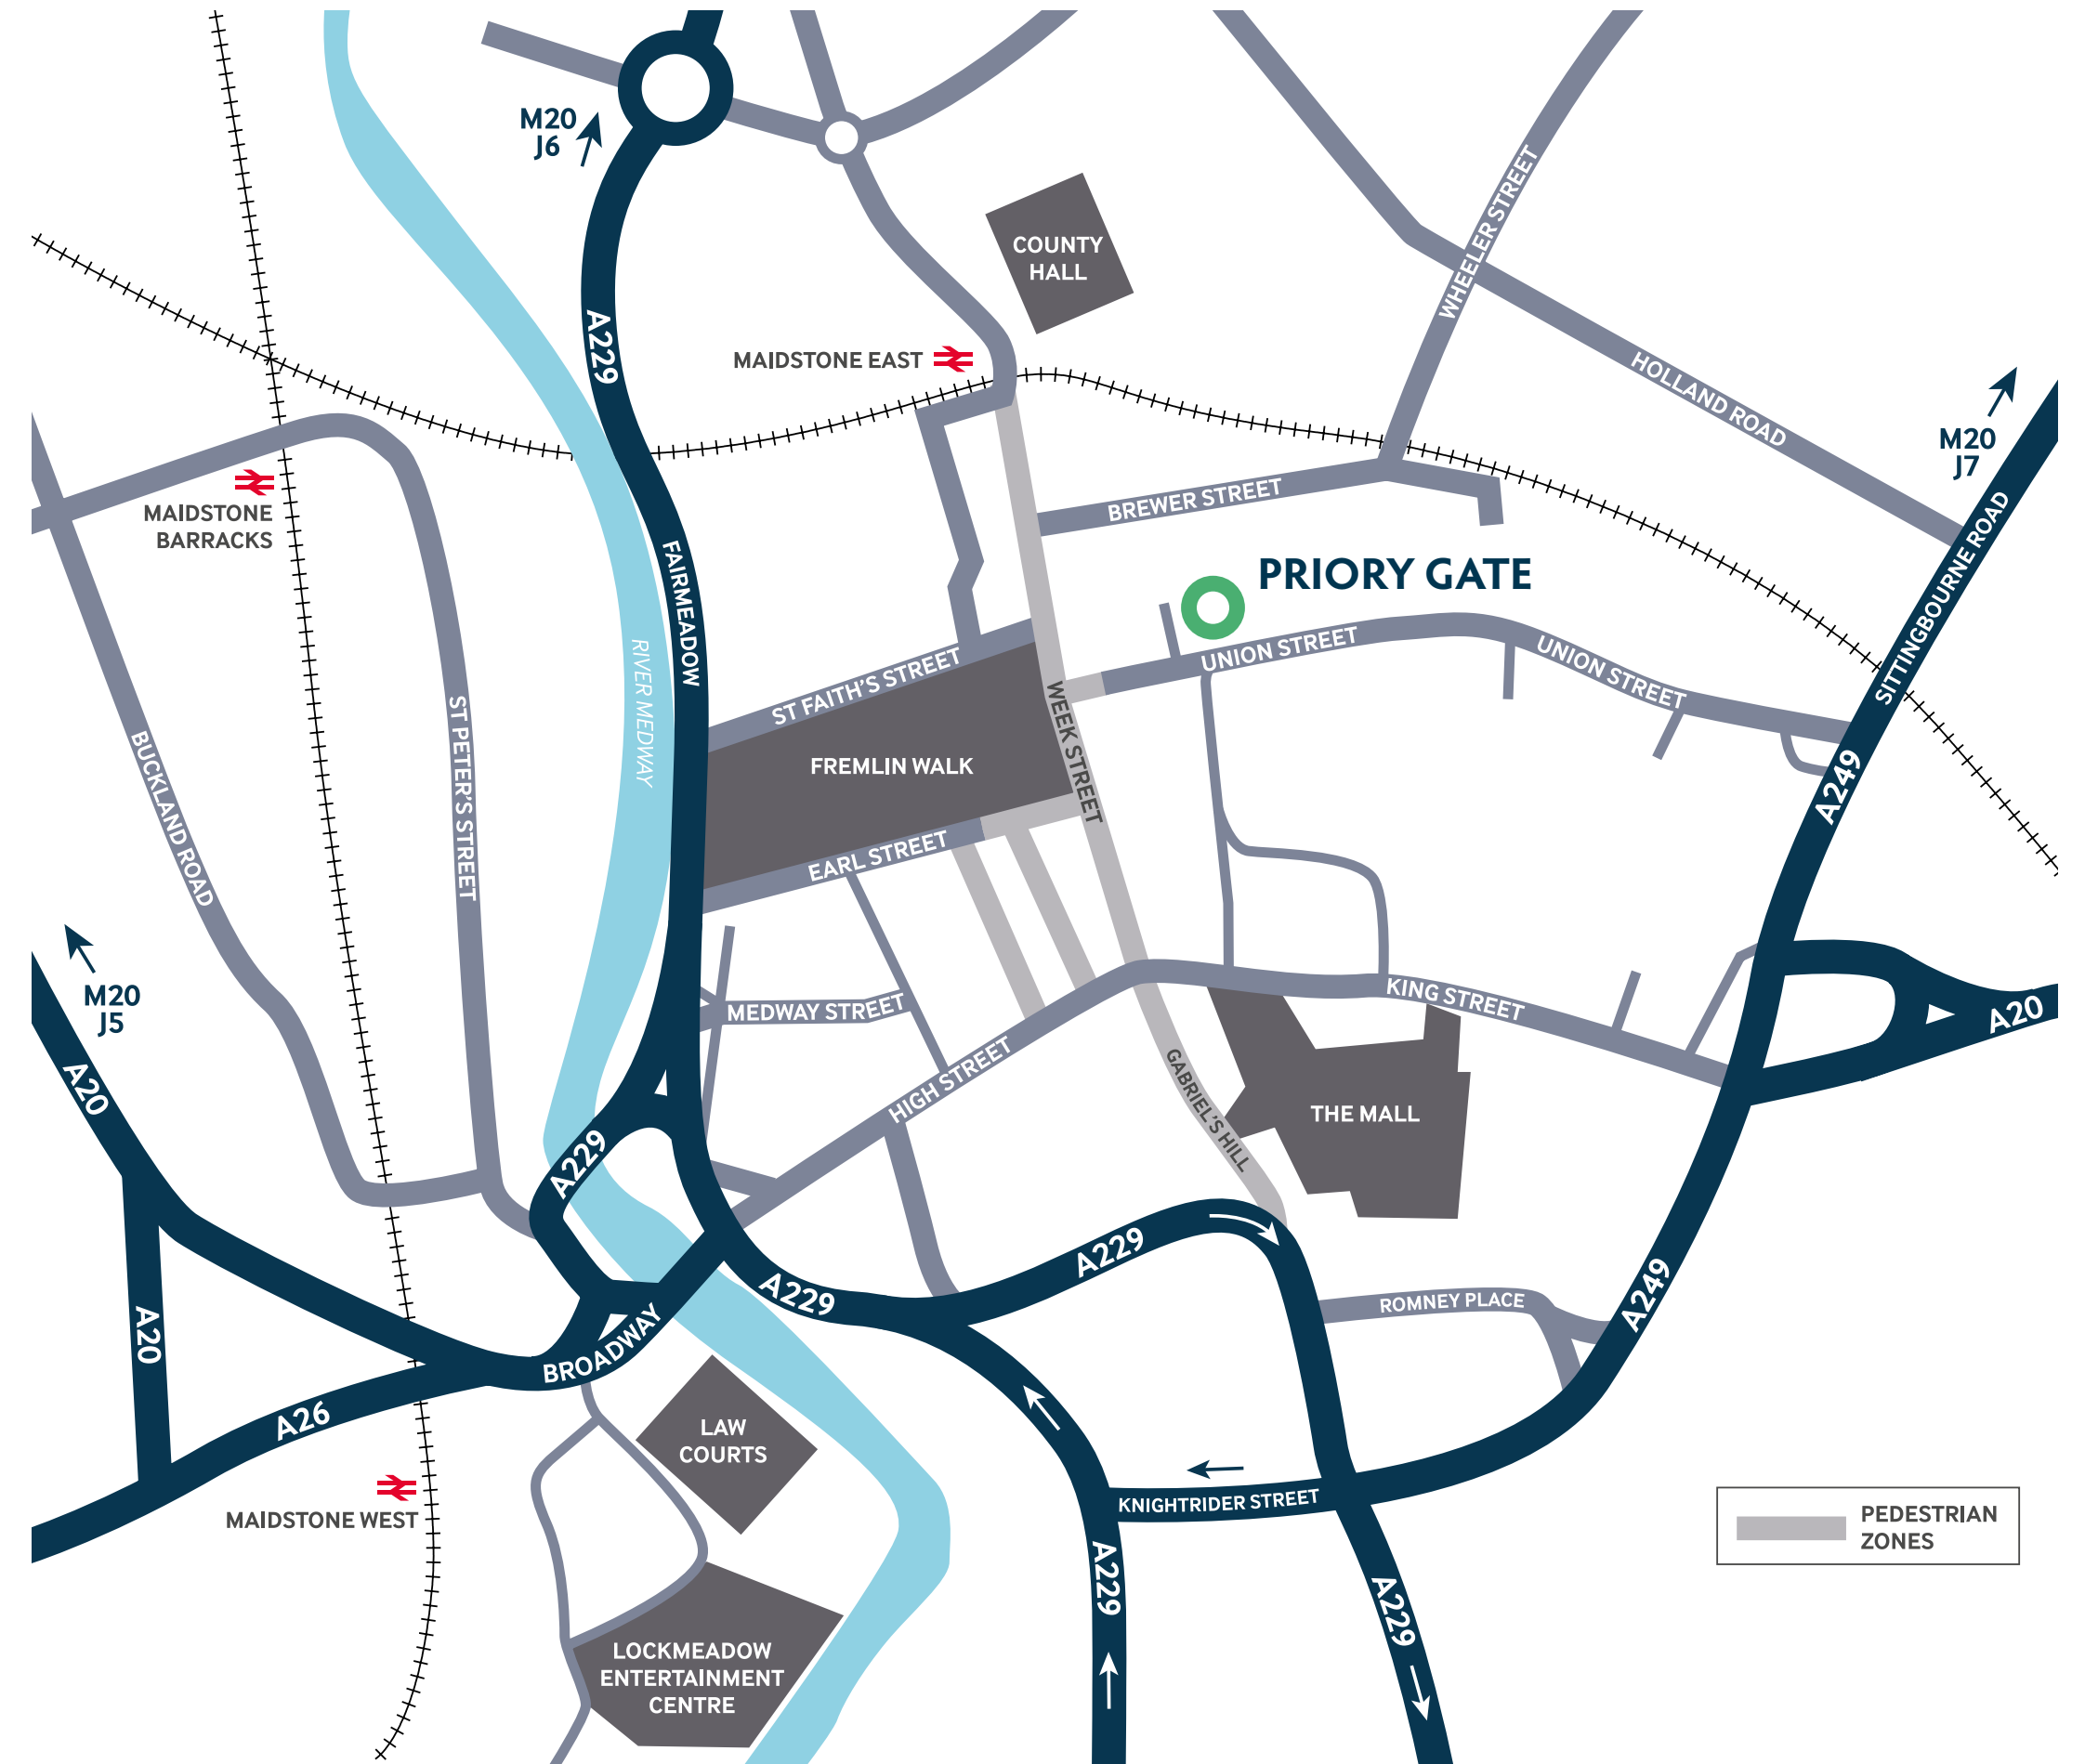 M20
J6
COUNTY
HALL
WHEELER STREET
A229
MAIDSTONE EAST
HOLLAND ROAD
M20
J7
MAIDSTONE
BARRACKS
BREWER STREET
SITTINGBOURNE ROAD
FAIRMEADOW
PRIORY GATE
RIVER MEDWAY
ST FAITH'S STREET
UNION STREET
UNION STREET
WEEK STREET
ST PETER'S STREET
BUCKLAND ROAD
FREMLIN WALK
A249
EARL STREET
M20
J5
MEDWAY STREET
KING STREET
A20
A20
HIGH STREET
GABRIEL'S HILL
THE MALL
A229
A229
A229
A20
BROADWAY
ROMNEY PLACE
A249
A26
LAW
COURTS
MAIDSTONE WEST
KNIGHTRIDER STREET
PEDESTRIAN
ZONES
A229
A229
LOCKMEADOW
ENTERTAINMENT
CENTRE